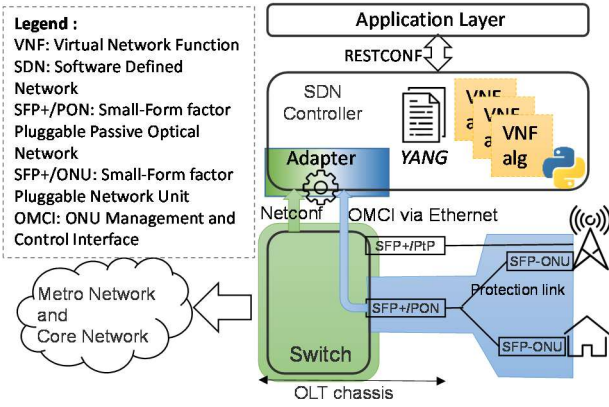 Legend :
VNF: Virtual Network Function
SDN: Software Defined
Network
SFP+/PON: Small-Form factor
Pluggable Passive Optical
Network
SFP+/ONU: Small-Form factor
Pluggable Network Unit
OMCI: ONU Management and
Control Interface
Application Layer
RESTCONF
SDN
Controller
YANG
VNF
a
VNF
a
VNF
alg
Adapter
Netconf
OMCI via Ethernet
SFP+/PtP
SFP-ONU
Protection link
SFP+/PON
SFP-ONU
Metro Network
and
Core Network
Switch
OLT chassis